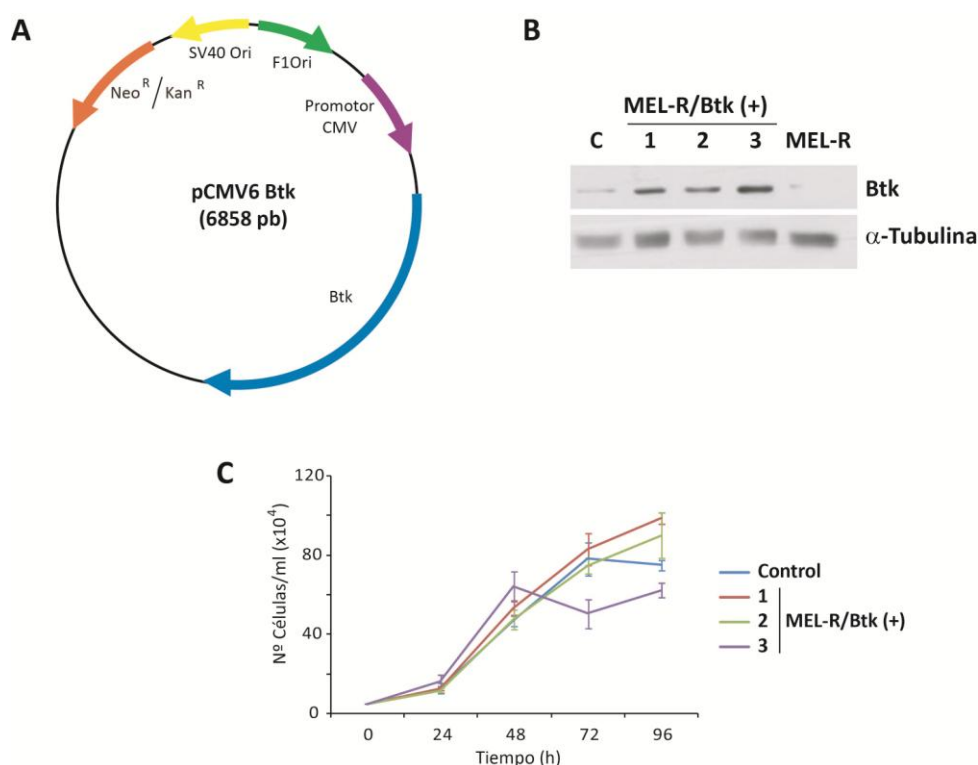 A
SV40 Ori
F1Ori
Neo R / Kan R
Promotor
CMV
pCMV6 Btk
(6858 pb)
Btk
B
MEL-R/Btk (+)
C 1 2 3 MEL-R
Btk
α-Tubulina
C
Nº Células/ml (x10⁴)
120
80
40
0
0 24 48 72 96
Tiempo (h)
Control
1
2 MEL-R/Btk (+)
3